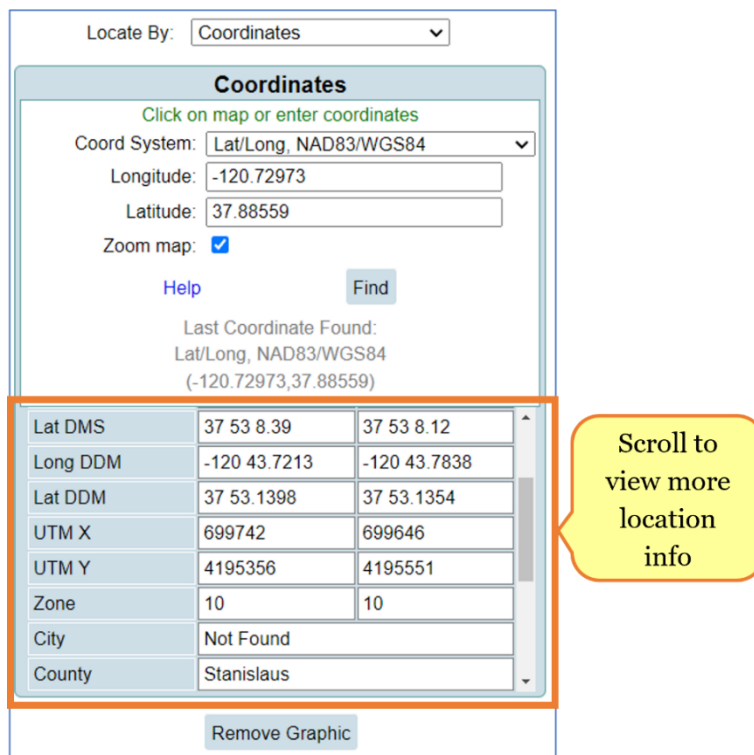 Locate By: Coordinates
Coordinates
Click on map or enter coordinates
Coord System: Lat/Long, NAD83/WGS84
Longitude: -120.72973
Latitude: 37.88559
Zoom map:
Help Find
Last Coordinate Found:
Lat/Long, NAD83/WGS84
(-120.72973,37.88559)
Lat DMS 37 53 8.39 37 53 8.12
Long DDM -120 43.7213 -120 43.7838
Lat DDM 37 53.1398 37 53.1354
UTM X 699742 699646
UTM Y 4195356 4195551
Zone 10 10
City Not Found
County Stanislaus
Remove Graphic
Scroll to
view more
location
info